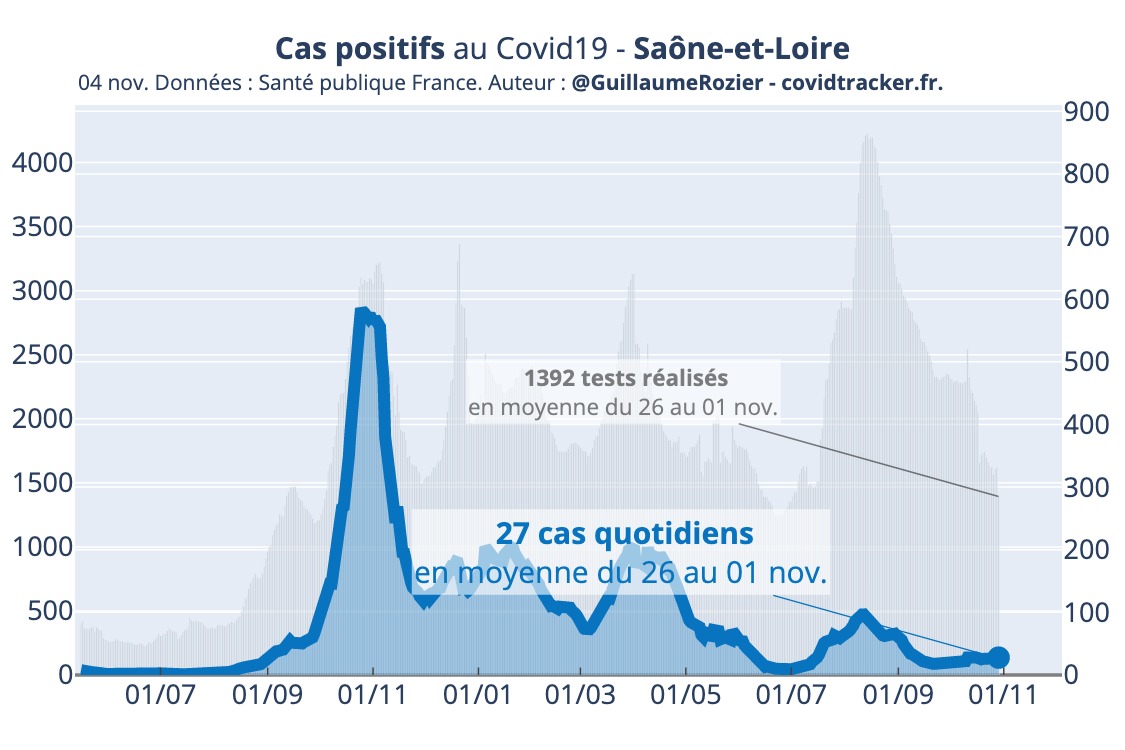 Cas positifs au Covid19 - Saône-et-Loire
04 nov. Données : Santé publique France. Auteur : @GuillaumeRozier - covidtracker.fr.
900
4000
800
3500
700
3000
600
2500
500
1392 tests réalisés
en moyenne du 26 au 01 nov.
2000
400
1500
300
27 cas quotidiens
1000
200
en moyenne du 26 au 01 nov.
500
100
0
0
01/07 01/09 01/11 01/01 01/03 01/05 01/07 01/09 01/11